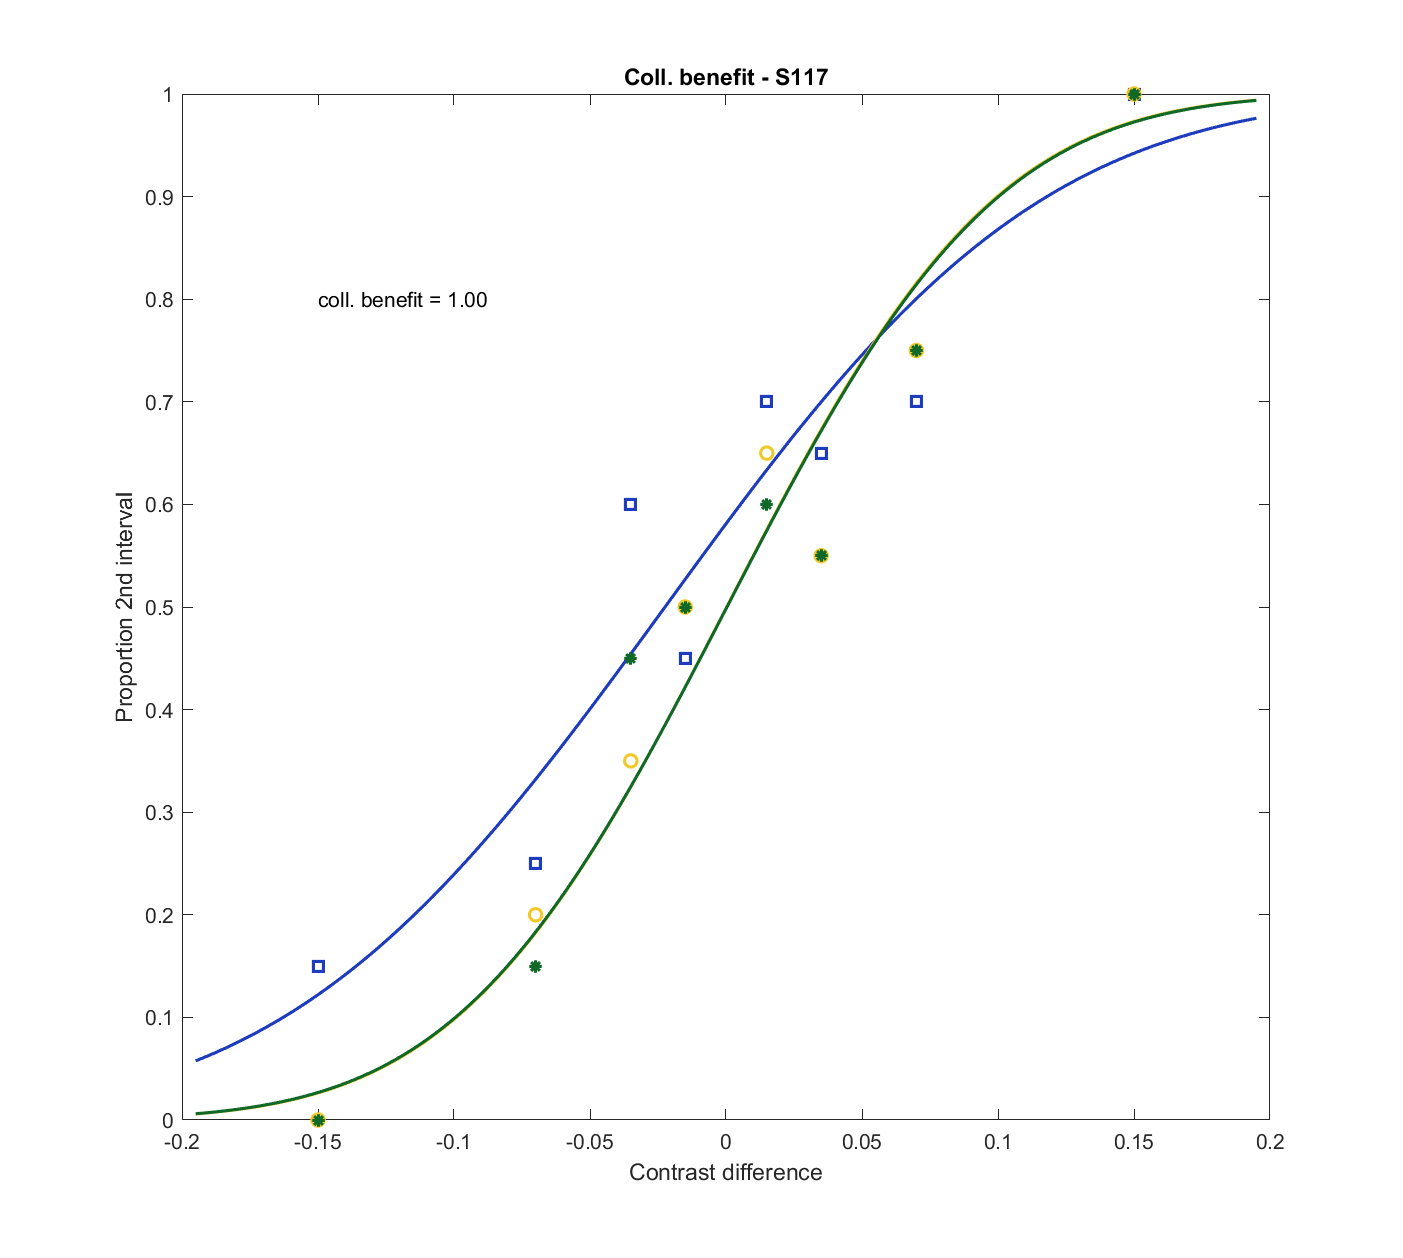 Coll. benefit - S117
1
0.9
0.8
0.7
0.6
0.5
0.4
0.3
0.2
0.1
0
coll. benefit = 1.00
Proportion 2nd interval
-0.2 -0.15 -0.1 -0.05 0 0.05 0.1 0.15 0.2
Contrast difference